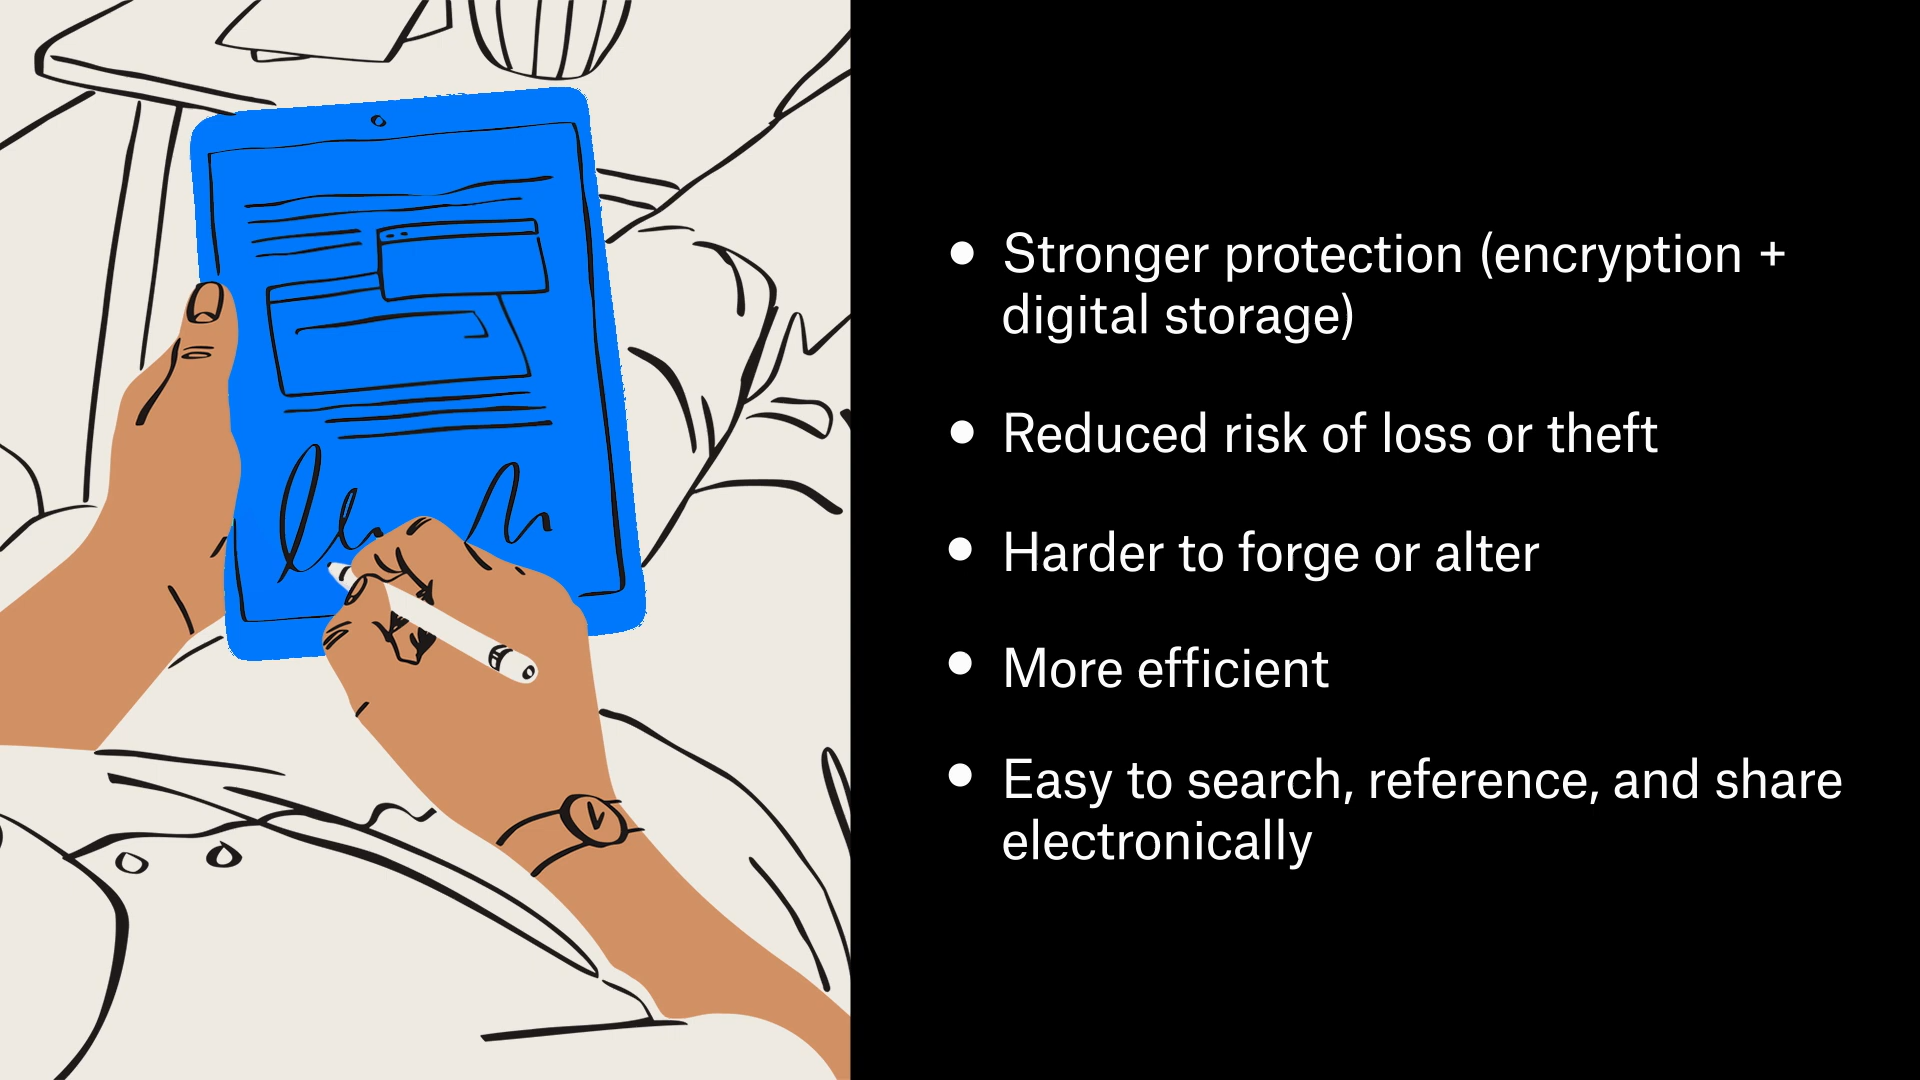 • Stronger protection (encryption +
digital storage)
• Reduced risk of loss or theft
• Harder to forge or alter
• More efficient
• Easy to search, reference, and share
electronically